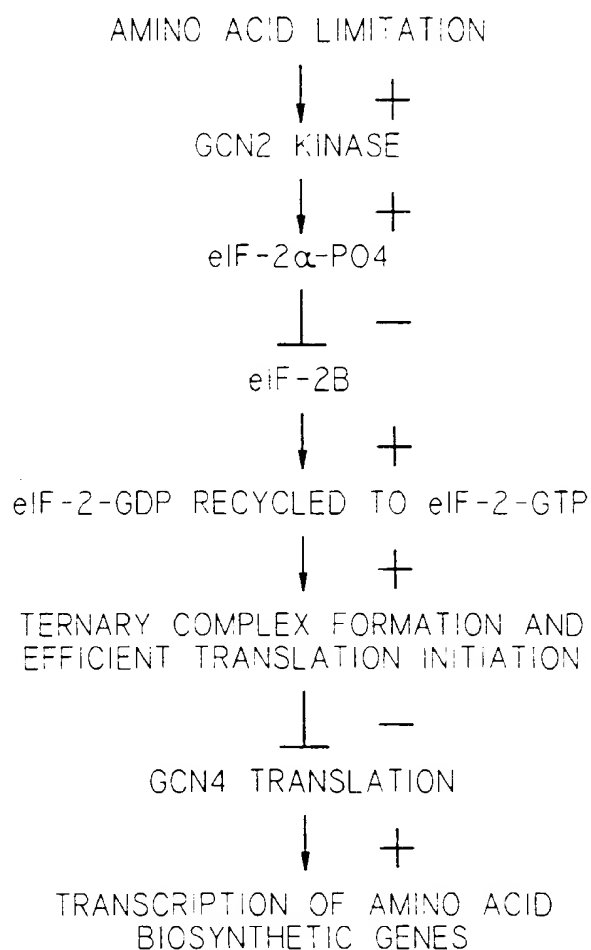 AMINO ACID LIMITATION
+
GCN2 KINASE
+
eIF-2α-PO4
−
eIF-2B
+
eIF-2-GDP RECYCLED TO eIF-2-GTP
+
TERNARY COMPLEX FORMATION AND
EFFICIENT TRANSLATION INITIATION
−
GCN4 TRANSLATION
+
TRANSCRIPTION OF AMINO ACID
BIOSYNTHETIC GENES